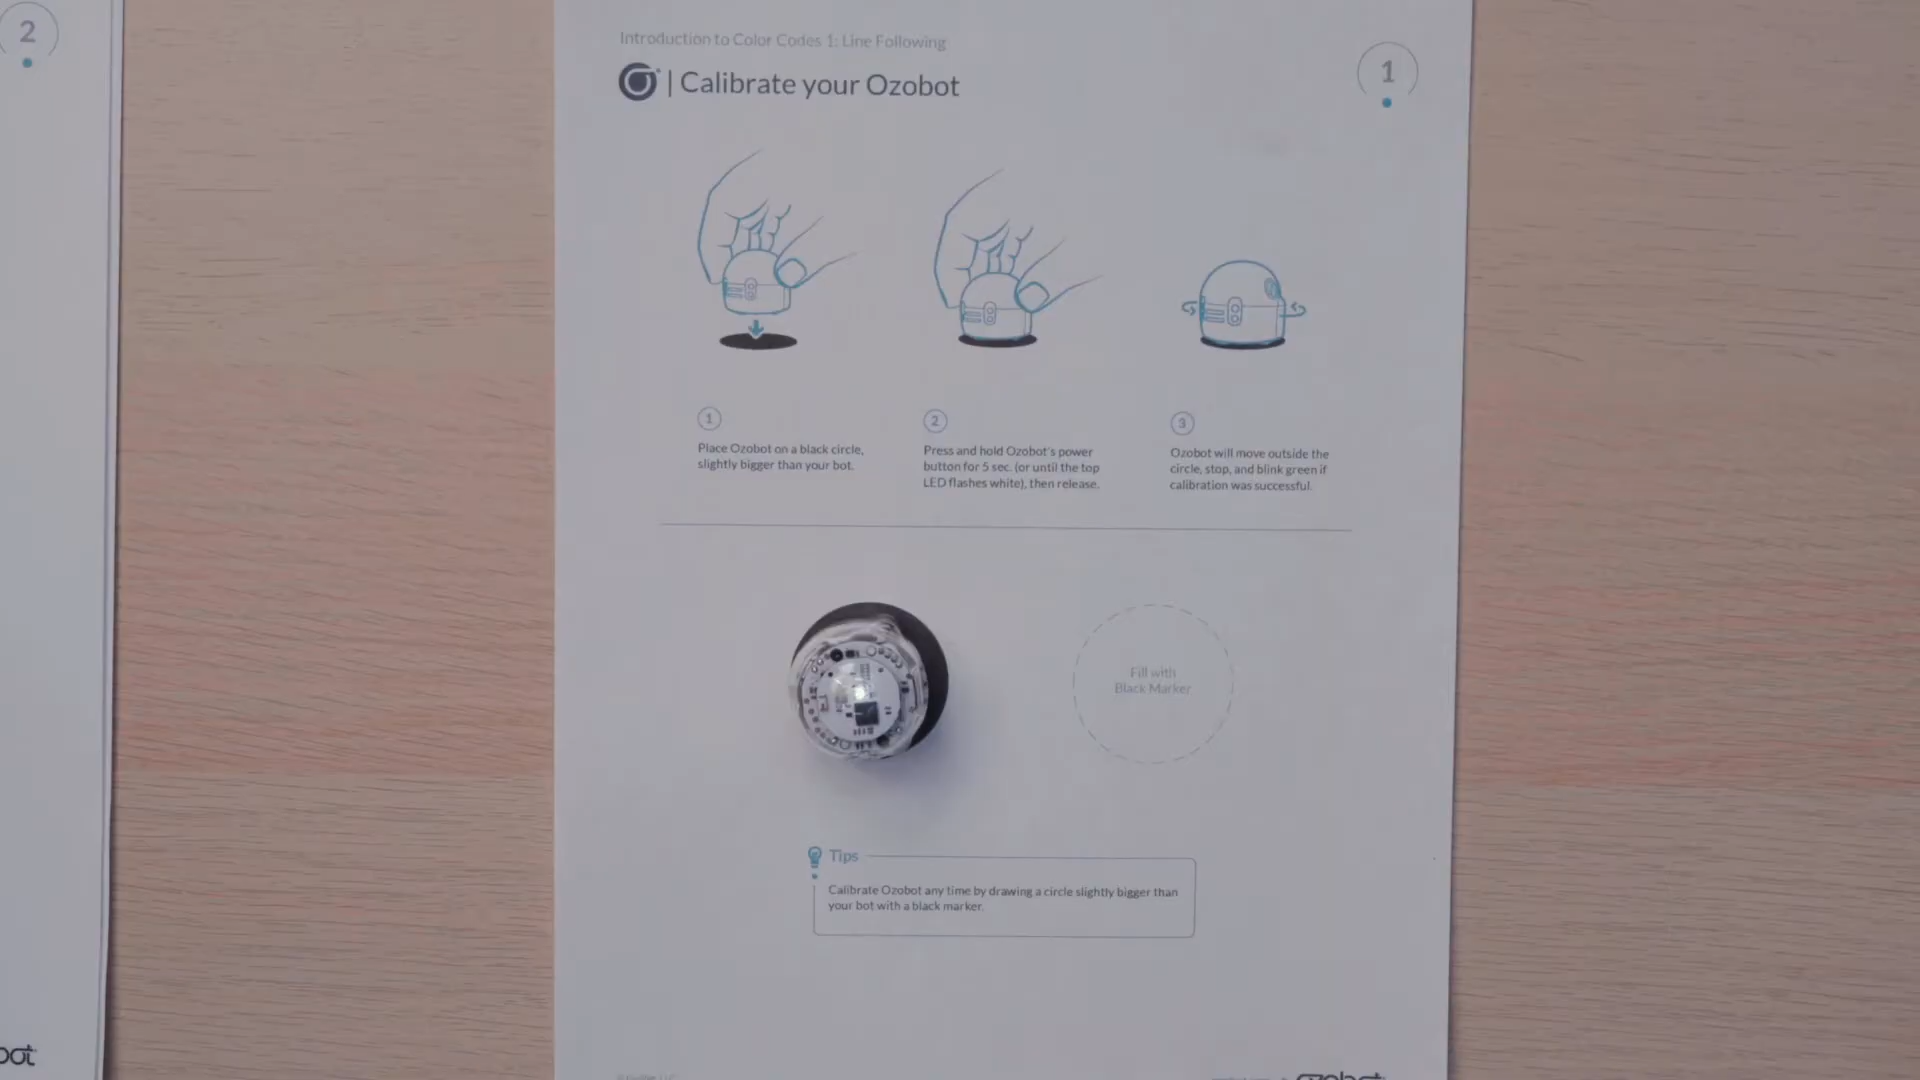 2
Introduction to Color Codes 1: Line Following
| Calibrate your Ozobot
1
1
Place Ozobot on a black circle,
slightly bigger than your bot.
2
Press and hold Ozobot's power
button for 5 sec. (or until the top
LED flashes white), then release.
3
Ozobot will move outside the
circle, stop, and blink green if
calibration was successful.
Fill with
Black Marker
Tips
Calibrate Ozobot any time by drawing a circle slightly bigger than
your bot with a black marker.
bot
ozobot